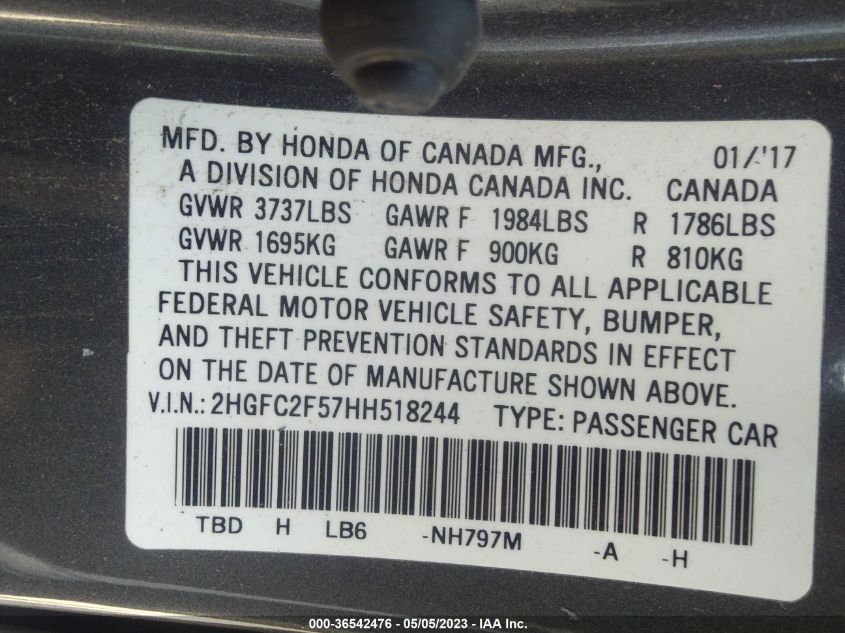 MFD. BY HONDA OF CANADA MFG., 01/'17
A DIVISION OF HONDA CANADA INC. CANADA
GVWR 3737LBS GAWR F 1984LBS R 1786LBS
GVWR 1695KG GAWR F 900KG R 810KG
THIS VEHICLE CONFORMS TO ALL APPLICABLE
FEDERAL MOTOR VEHICLE SAFETY, BUMPER,
AND THEFT PREVENTION STANDARDS IN EFFECT
ON THE DATE OF MANUFACTURE SHOWN ABOVE.
V.I.N.: 2HGFC2F57HH518244 TYPE: PASSENGER CAR
TBD H LB6 -NH797M -A -H
000-36542476 - 05/05/2023 - IAA Inc.